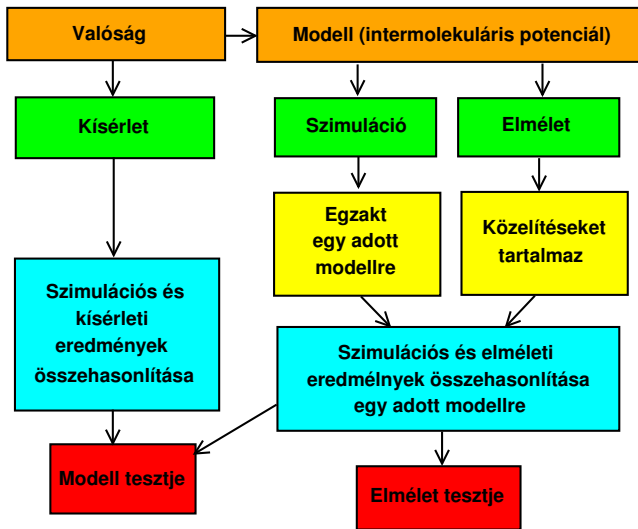 Valóság
Modell (intermolekuláris potenciál)
Kísérlet
Szimuláció
Elmélet
Egzakt
egy adott
modellre
Közelítéseket
tartalmaz
Szimulációs és
kísérleti
eredmények
összehasonlítása
Szimulációs és elméleti
eredmélnyek összehasonlítása
egy adott modellre
Modell tesztje
Elmélet tesztje